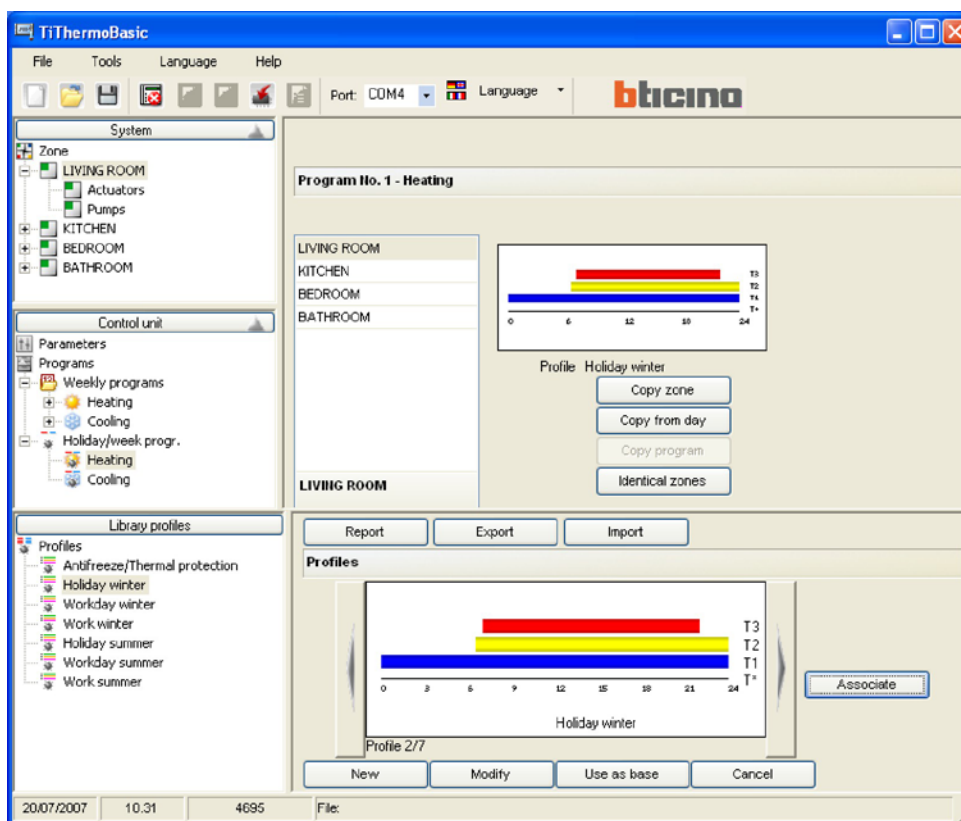 TiThermoBasic
File Tools Language Help
Port: COM4 Language bticino
System
Zone
LIVING ROOM
Actuators
Pumps
KITCHEN
BEDROOM
BATHROOM
Control unit
Parameters
Programs
Weekly programs
Heating
Cooling
Holiday/week progr.
Heating
Cooling
Library profiles
Profiles
Antifreeze/Thermal protection
Holiday winter
Workday winter
Work winter
Holiday summer
Workday summer
Work summer
Program No. 1 - Heating
LIVING ROOM
KITCHEN
BEDROOM
BATHROOM
LIVING ROOM
T3
T2
T1
T*
0 6 12 18 24
Profile Holiday winter
Copy zone
Copy from day
Copy program
Identical zones
Report Export Import
Profiles
T3
T2
T1
T*
0 3 6 9 12 15 18 21 24
Holiday winter
Profile 2/7
Associate
New Modify Use as base Cancel
20/07/2007 10.31 4695 File: